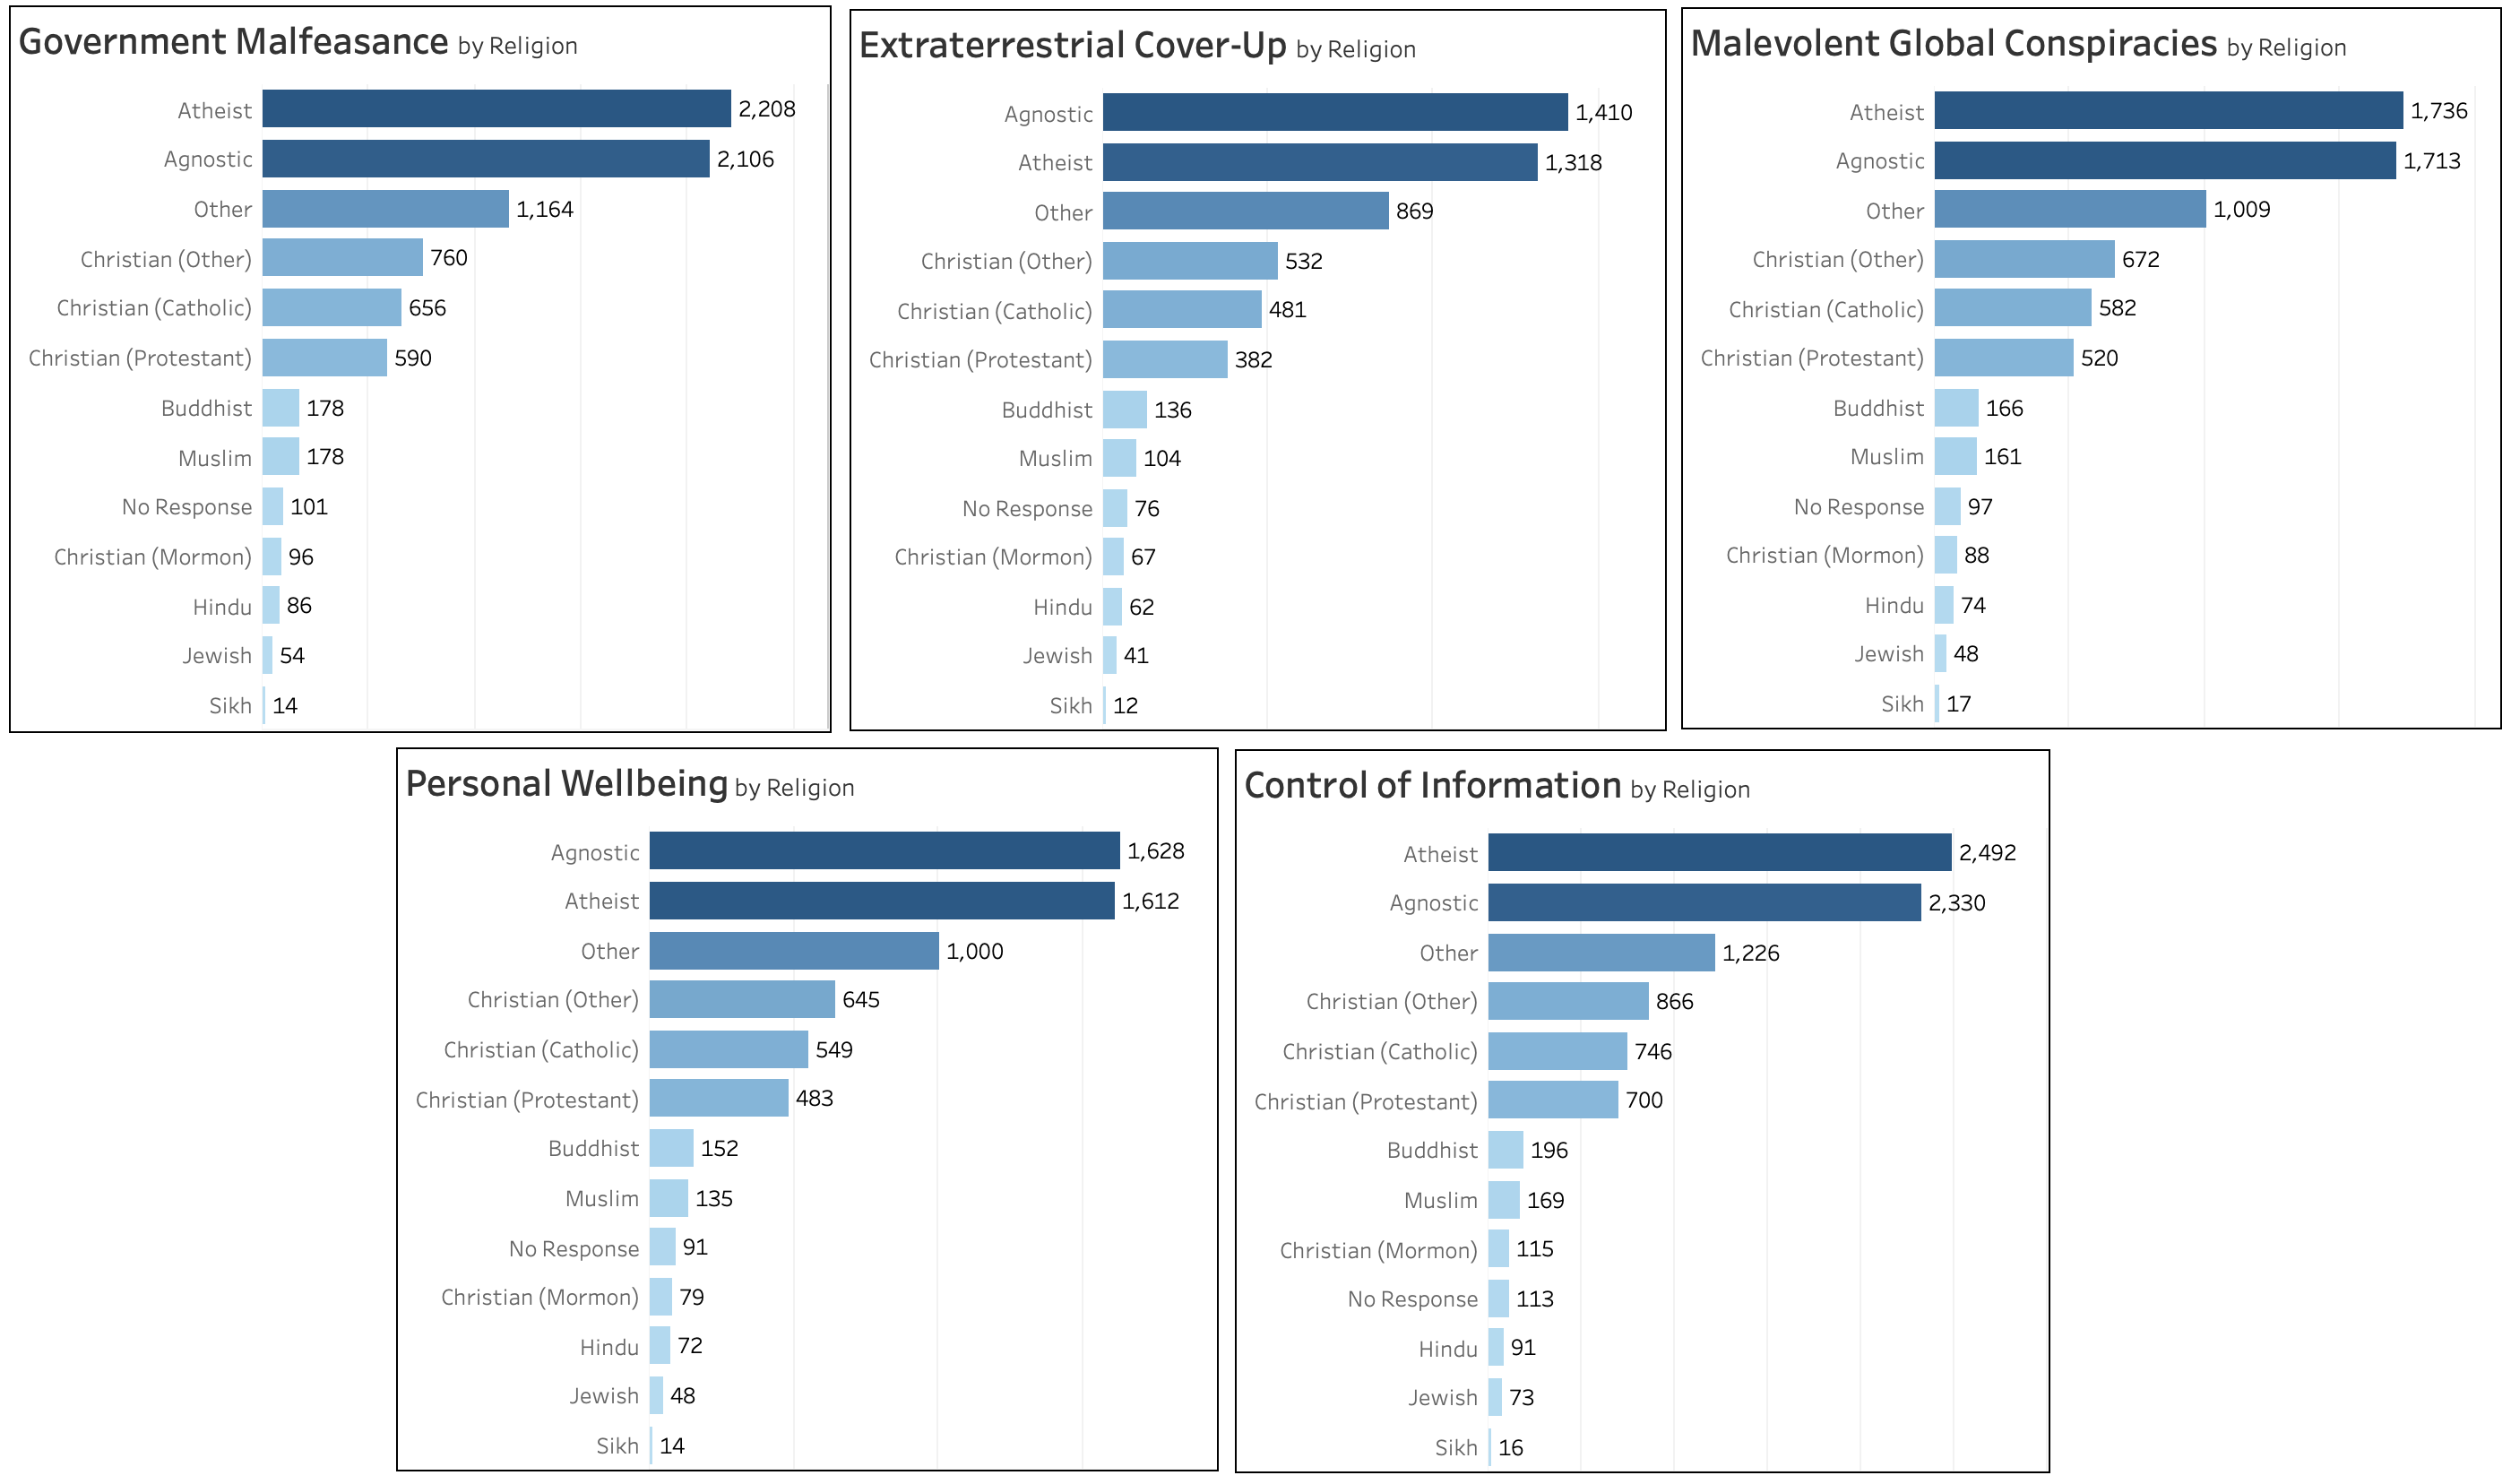 Government Malfeasance by Religion
Atheist 2,208
Agnostic 2,106
Other 1,164
Christian (Other) 760
Christian (Catholic) 656
Christian (Protestant) 590
Buddhist 178
Muslim 178
No Response 101
Christian (Mormon) 96
Hindu 86
Jewish 54
Sikh 14
Extraterrestrial Cover-Up by Religion
Agnostic 1,410
Atheist 1,318
Other 869
Christian (Other) 532
Christian (Catholic) 481
Christian (Protestant) 382
Buddhist 136
Muslim 104
No Response 76
Christian (Mormon) 67
Hindu 62
Jewish 41
Sikh 12
Malevolent Global Conspiracies by Religion
Atheist 1,736
Agnostic 1,713
Other 1,009
Christian (Other) 672
Christian (Catholic) 582
Christian (Protestant) 520
Buddhist 166
Muslim 161
No Response 97
Christian (Mormon) 88
Hindu 74
Jewish 48
Sikh 17
Personal Wellbeing by Religion
Agnostic 1,628
Atheist 1,612
Other 1,000
Christian (Other) 645
Christian (Catholic) 549
Christian (Protestant) 483
Buddhist 152
Muslim 135
No Response 91
Christian (Mormon) 79
Hindu 72
Jewish 48
Sikh 14
Control of Information by Religion
Atheist 2,492
Agnostic 2,330
Other 1,226
Christian (Other) 866
Christian (Catholic) 746
Christian (Protestant) 700
Buddhist 196
Muslim 169
Christian (Mormon) 115
No Response 113
Hindu 91
Jewish 73
Sikh 16